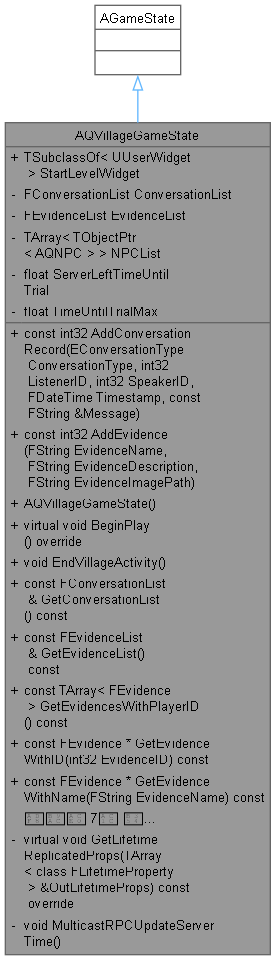 AGameState
AQVillageGameState
+ TSubclassOf< UUserWidget
> StartLevelWidget
- FConversationList ConversationList
- FEvidenceList EvidenceList
- TArray< TObjectPtr
< AQNPC > > NPCList
- float ServerLeftTimeUntil
Trial
- float TimeUntilTrialMax
+ const int32 AddConversation
Record(EConversationType
ConversationType, int32
ListenerID, int32 SpeakerID,
FDateTime Timestamp, const
FString &Message)
+ const int32 AddEvidence
(FString EvidenceName,
FString EvidenceDescription,
FString EvidenceImagePath)
+ AQVillageGameState()
+ virtual void BeginPlay
() override
+ void EndVillageActivity()
+ const FConversationList
& GetConversationList
() const
+ const FEvidenceList
& GetEvidenceList()
const
+ const TArray< FEvidence
> GetEvidencesWithPlayerID
() const
+ const FEvidence * GetEvidence
WithID(int32 EvidenceID) const
+ const FEvidence * GetEvidence
WithName(FString EvidenceName) const
7 ...
- virtual void GetLifetime
ReplicatedProps(TArray
< class FLifetimeProperty
> &OutLifetimeProps) const
override
- void MulticastRPCUpdateServer
Time()